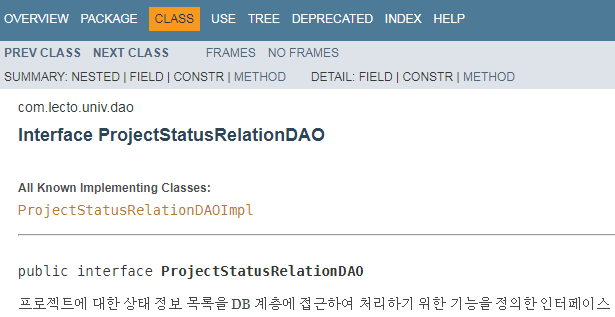 OVERVIEW PACKAGE CLASS USE TREE DEPRECATED INDEX HELP
PREV CLASS NEXT CLASS FRAMES NO FRAMES
SUMMARY: NESTED | FIELD | CONSTR | METHOD DETAIL: FIELD | CONSTR | METHOD
com.lecto.univ.dao
Interface ProjectStatusRelationDAO
All Known Implementing Classes:
ProjectStatusRelationDAOImpl
public interface ProjectStatusRelationDAO
프로젝트에 대한 상태 정보 목록을 DB 계층에 접근하여 처리하기 위한 기능을 정의한 인터페이스